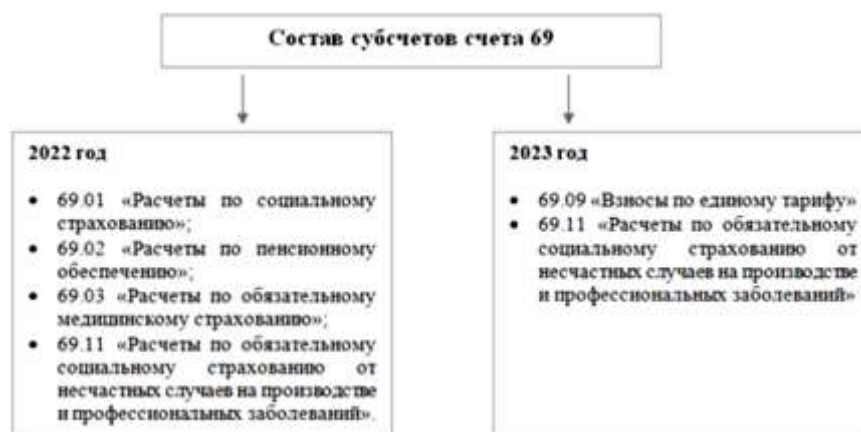 Состав субсчетов счета 69
2022 год
• 69.01 «Расчеты по социальному
страхованию»;
• 69.02 «Расчеты по пенсионному
обеспечению»;
• 69.03 «Расчеты по обязательному
медицинскому страхованию»;
• 69.11 «Расчеты по обязательному
социальному страхованию от
несчастных случаев на производстве
и профессиональных заболеваний».
2023 год
• 69.09 «Взносы по единому тарифу»
• 69.11 «Расчеты по обязательному
социальному страхованию от
несчастных случаев на производстве
и профессиональных заболеваний»